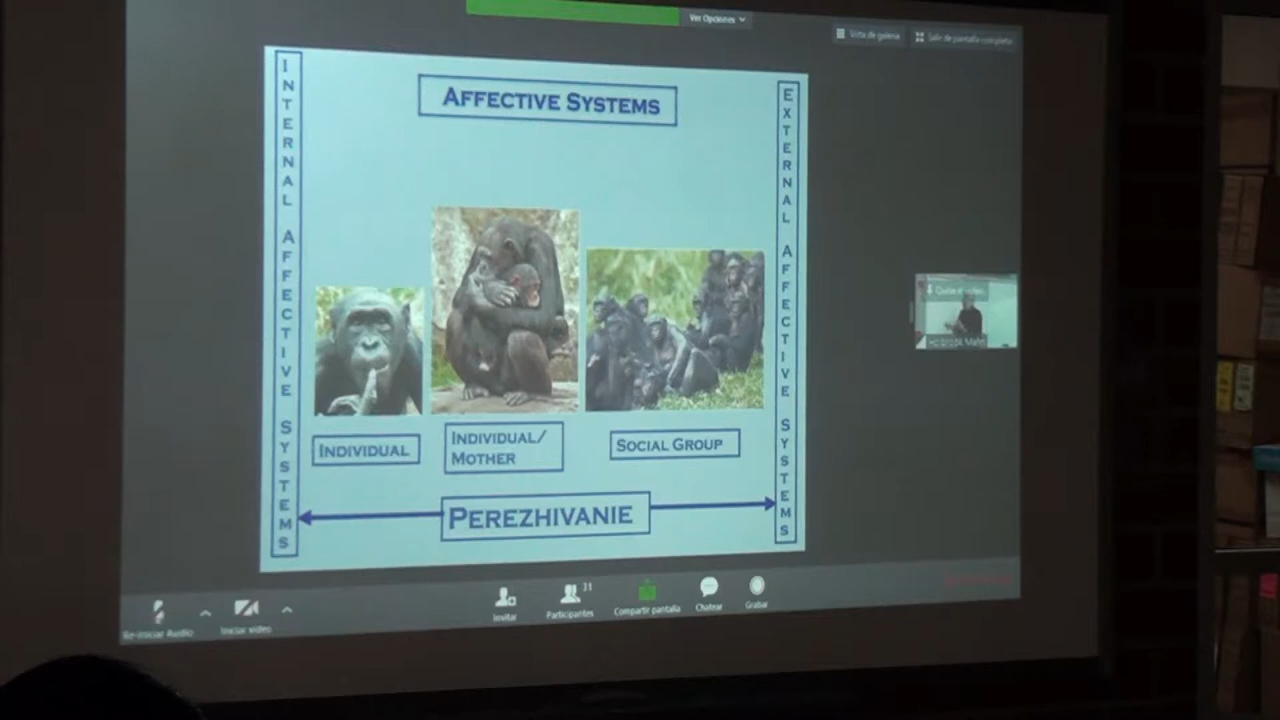 Ver Opciones
Vista de galería
Salir de pantalla completa
AFFECTIVE SYSTEMS
INTERNAL AFFECTIVE SYSTEMS
EXTERNAL AFFECTIVE SYSTEMS
INDIVIDUAL
INDIVIDUAL/
MOTHER
SOCIAL GROUP
PEREZHIVANIE
Re-iniciar Audio
Iniciar video
Invitar
Participantes
31
Compartir pantalla
Chatear
Grabar